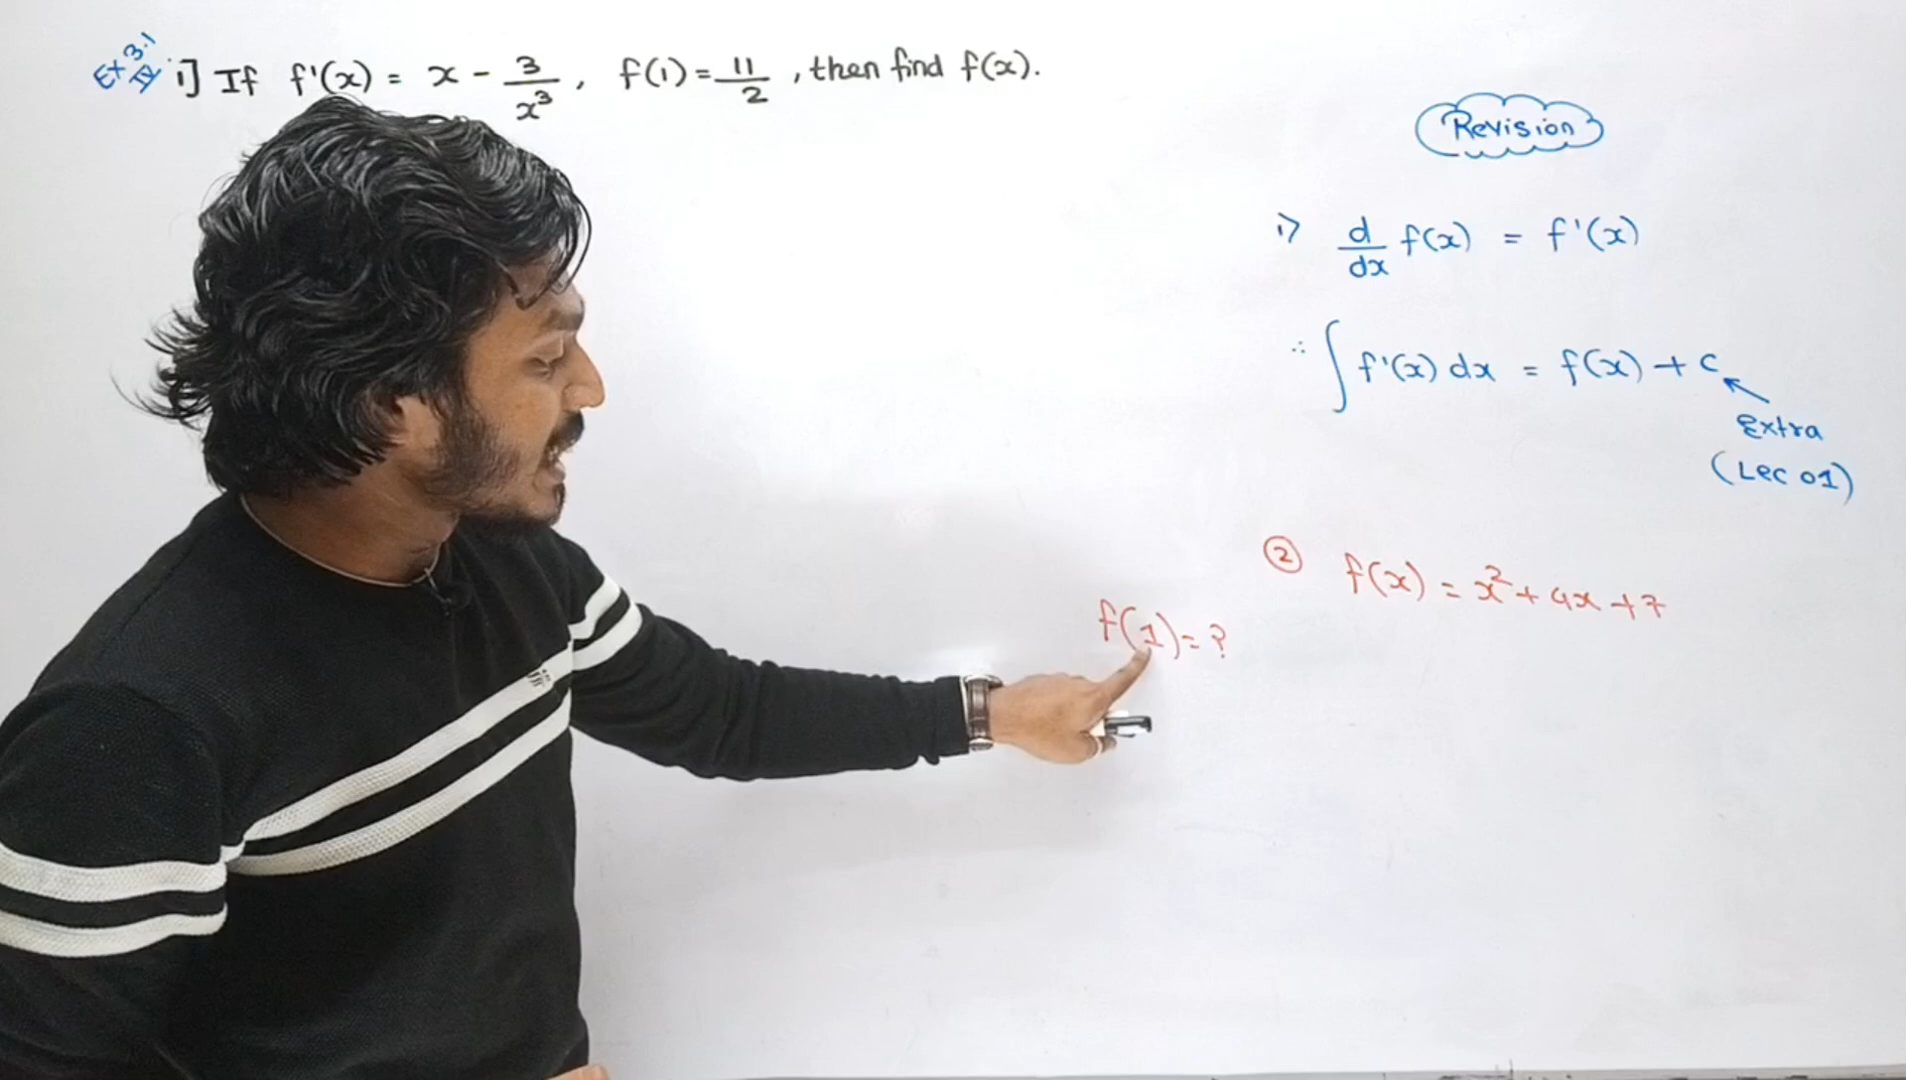 Ex 3.1
IV
i] If f'(x) = x - 3/x³ , f(1) = 11/2 , then find f(x).
Revision
1) d/dx f(x) = f'(x)
∴ ∫ f'(x) dx = f(x) + c
Extra
(Lec 01)
② f(x) = x² + 4x + 7
f(1) = ?